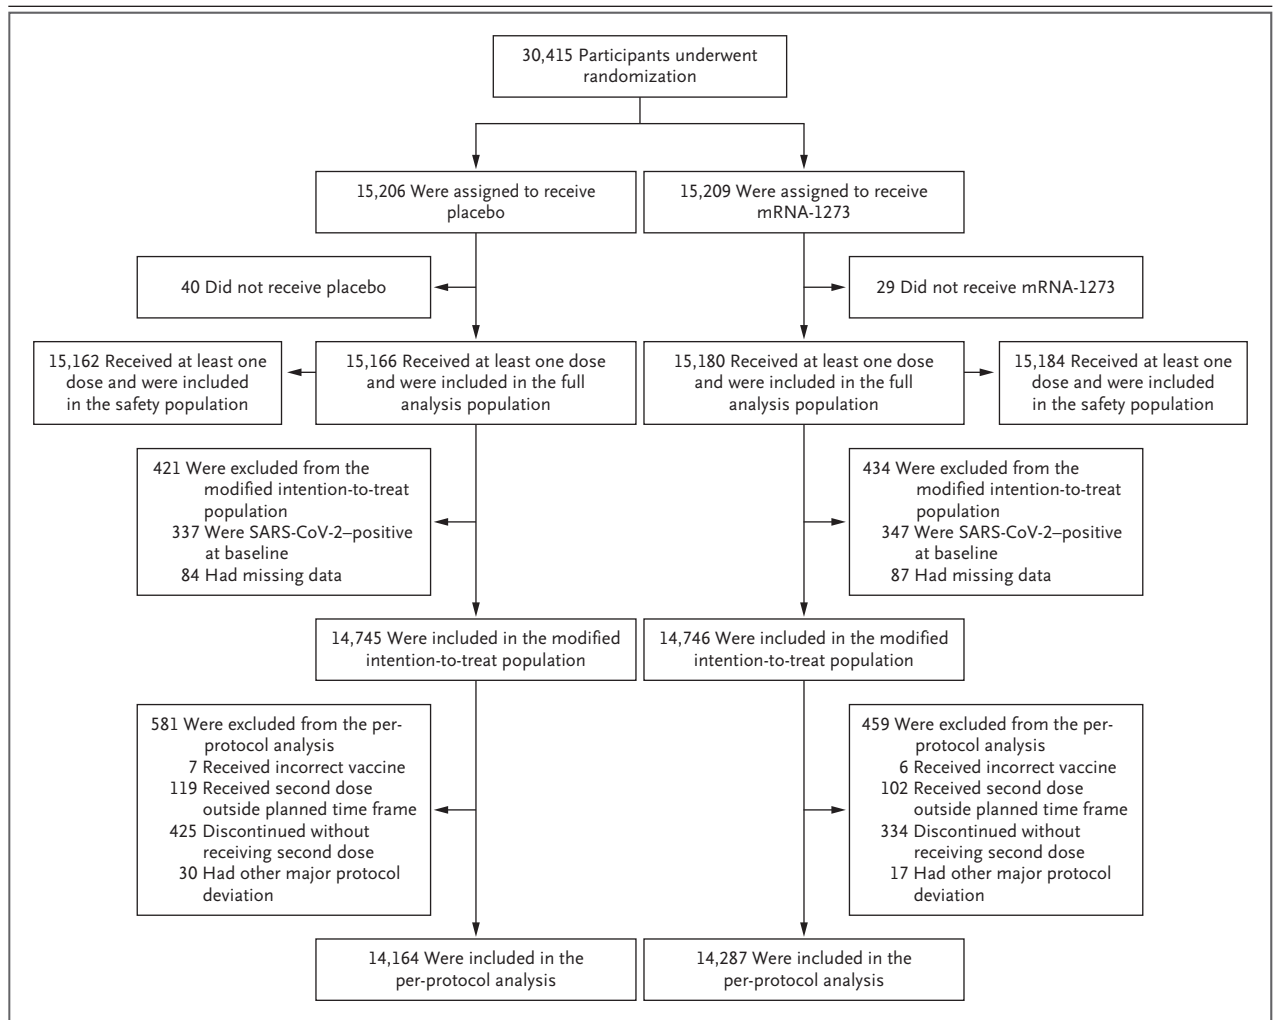 30,415 Participants underwent
randomization
15,206 Were assigned to receive
placebo
15,209 Were assigned to receive
mRNA-1273
40 Did not receive placebo
29 Did not receive mRNA-1273
15,162 Received at least one
dose and were included
in the safety population
15,166 Received at least one dose
and were included in the full
analysis population
15,180 Received at least one dose
and were included in the full
analysis population
15,184 Received at least one
dose and were included
in the safety population
421 Were excluded from the
modified intention-to-treat
population
337 Were SARS-CoV-2–positive
at baseline
84 Had missing data
434 Were excluded from the
modified intention-to-treat
population
347 Were SARS-CoV-2–positive
at baseline
87 Had missing data
14,745 Were included in the modified
intention-to-treat population
14,746 Were included in the modified
intention-to-treat population
581 Were excluded from the per-
protocol analysis
7 Received incorrect vaccine
119 Received second dose
outside planned time frame
425 Discontinued without
receiving second dose
30 Had other major protocol
deviation
459 Were excluded from the per-
protocol analysis
6 Received incorrect vaccine
102 Received second dose
outside planned time frame
334 Discontinued without
receiving second dose
17 Had other major protocol
deviation
14,164 Were included in the
per-protocol analysis
14,287 Were included in the
per-protocol analysis